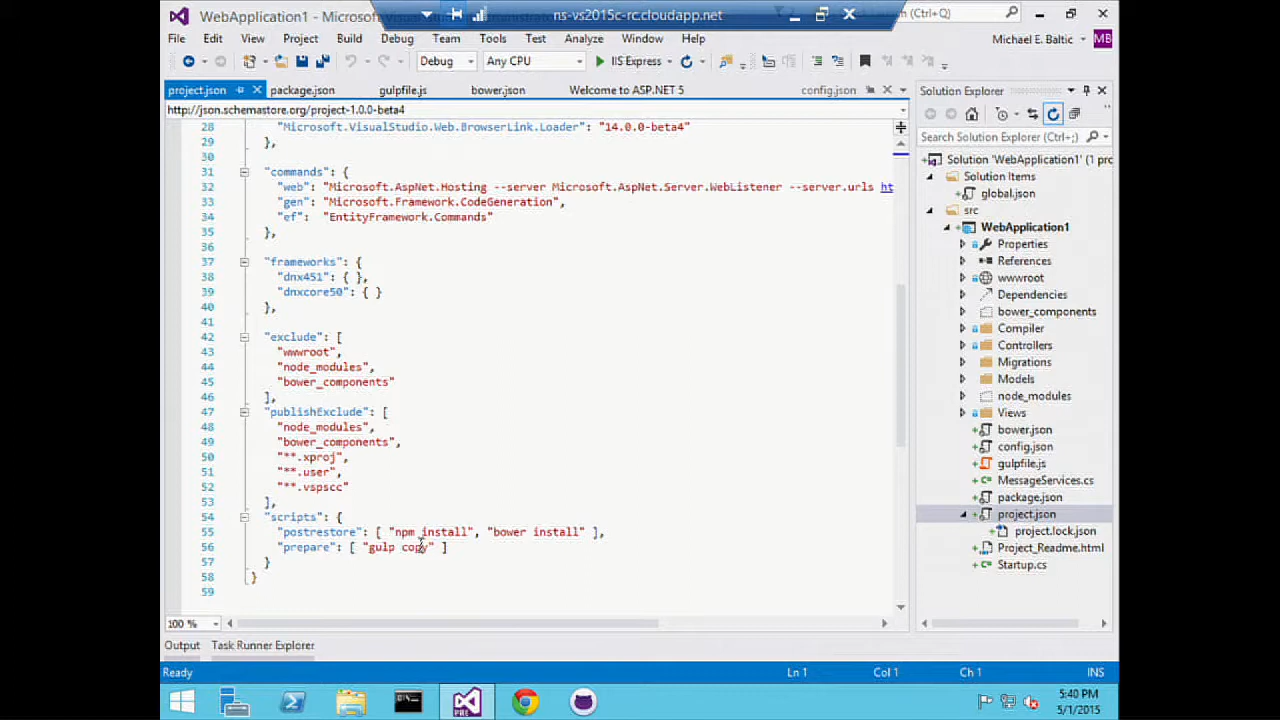 WebApplication1 - Microsoft
ns-vs2015c-rc.cloudapp.net
(Ctrl+Q)
File Edit View Project Build Debug Team Tools Test Analyze Window Help
Michael E. Baltic MB
Debug Any CPU IIS Express
project.json package.json gulpfile.js bower.json Welcome to ASP.NET 5 config.json
http://json.schemastore.org/project-1.0.0-beta4
28 "Microsoft.VisualStudio.Web.BrowserLink.Loader": "14.0.0-beta4"
29 },
30
31 "commands": {
32 "web": "Microsoft.AspNet.Hosting --server Microsoft.AspNet.Server.WebListener --server.urls ht
33 "gen": "Microsoft.Framework.CodeGeneration",
34 "ef": "EntityFramework.Commands"
35 },
36
37 "frameworks": {
38 "dnx451": { },
39 "dnxcore50": { }
40 },
41
42 "exclude": [
43 "wwwroot",
44 "node_modules",
45 "bower_components"
46 ],
47 "publishExclude": [
48 "node_modules",
49 "bower_components",
50 "**.xproj",
51 "**.user",
52 "**.vspscc"
53 ],
54 "scripts": {
55 "postrestore": [ "npm install", "bower install" ],
56 "prepare": [ "gulp copy" ]
57 }
58 }
59
100 %
Output Task Runner Explorer
Ready Ln 1 Col 1 Ch 1 INS
Solution Explorer
Search Solution Explorer (Ctrl+;)
Solution 'WebApplication1' (1 pro
Solution Items
global.json
src
WebApplication1
Properties
References
wwwroot
Dependencies
bower_components
Compiler
Controllers
Migrations
Models
node_modules
Views
bower.json
config.json
gulpfile.js
MessageServices.cs
package.json
project.json
project.lock.json
Project_Readme.html
Startup.cs
5:40 PM
5/1/2015